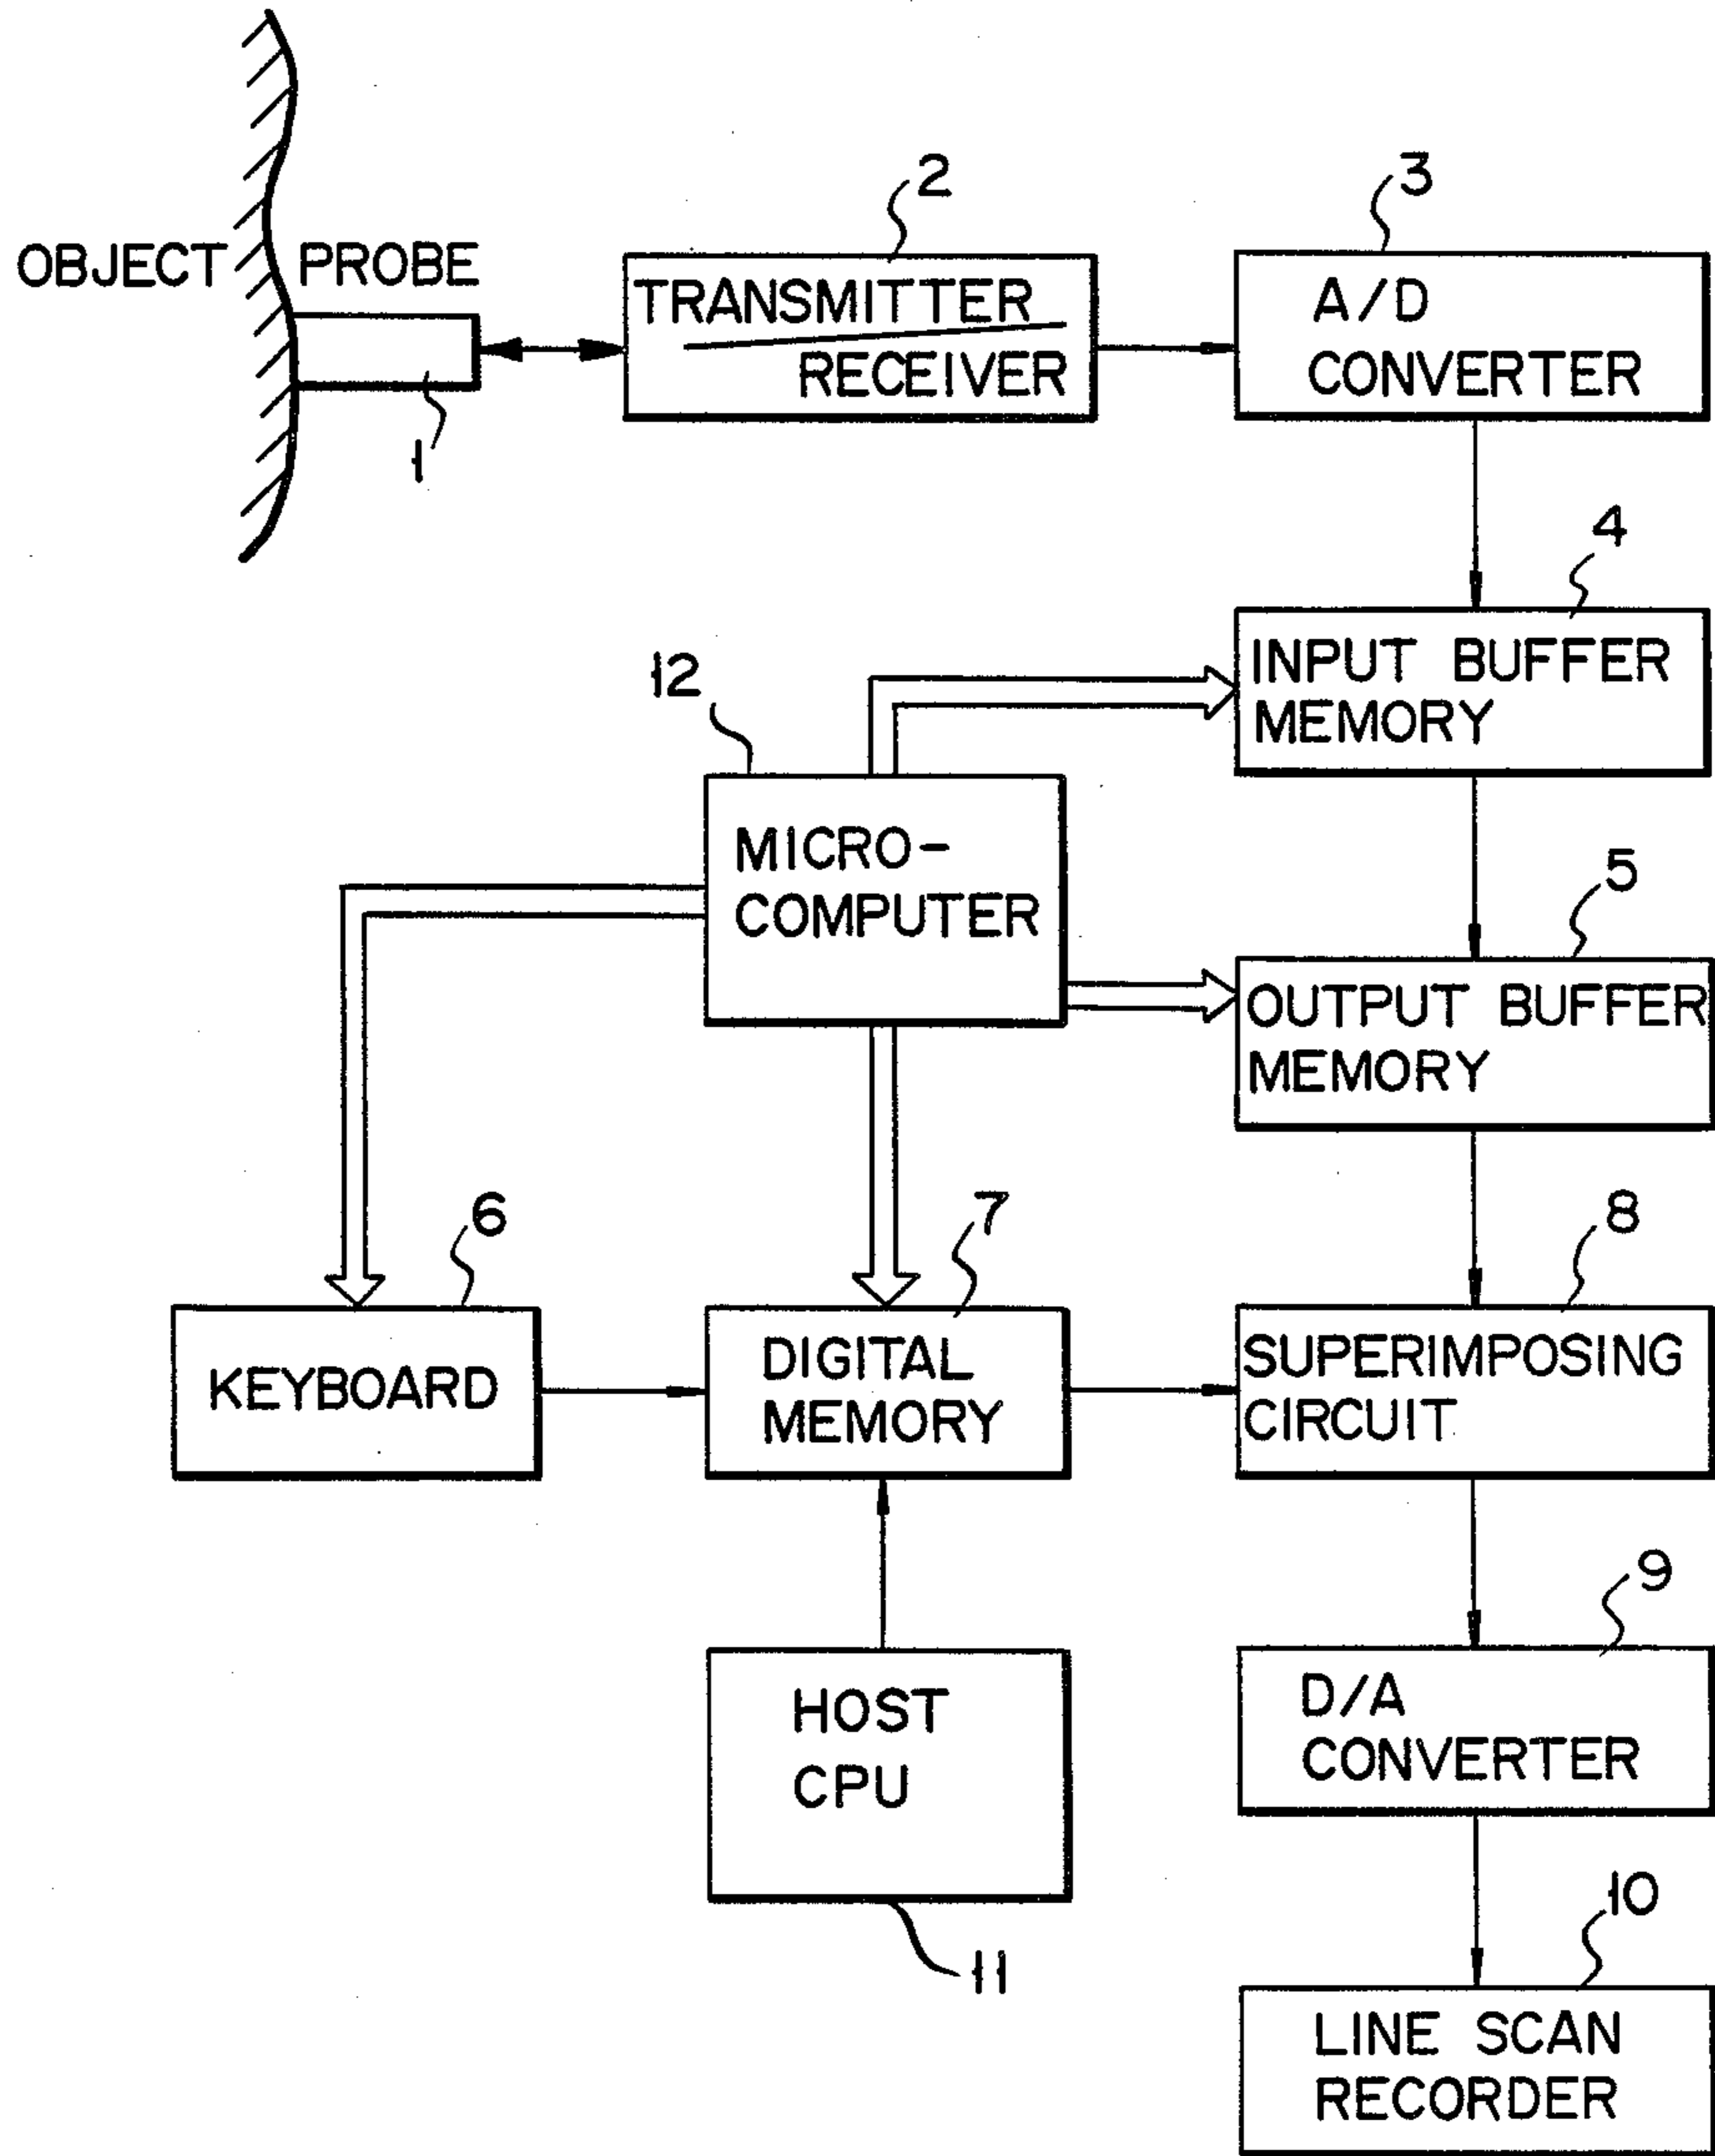 2
3
OBJECT
PROBE
TRANSMITTER
RECEIVER
A/D
CONVERTER
1
4
INPUT BUFFER
MEMORY
12
MICRO-
COMPUTER
5
OUTPUT BUFFER
MEMORY
6
7
8
KEYBOARD
DIGITAL
MEMORY
SUPERIMPOSING
CIRCUIT
9
HOST
CPU
D/A
CONVERTER
10
11
LINE SCAN
RECORDER